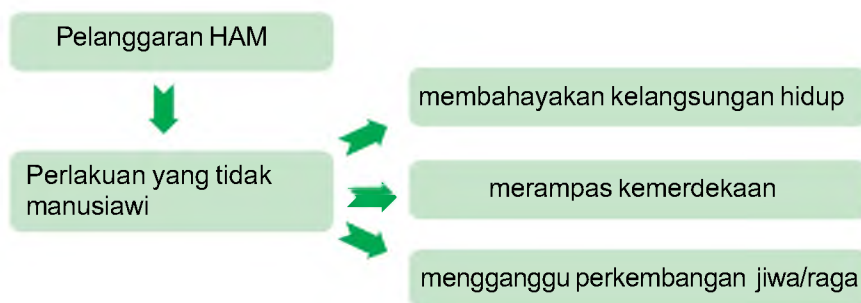 Pelanggaran HAM
Perlakuan yang tidak
manusiawi
membahayakan kelangsungan hidup
merampas kemerdekaan
mengganggu perkembangan jiwa/raga